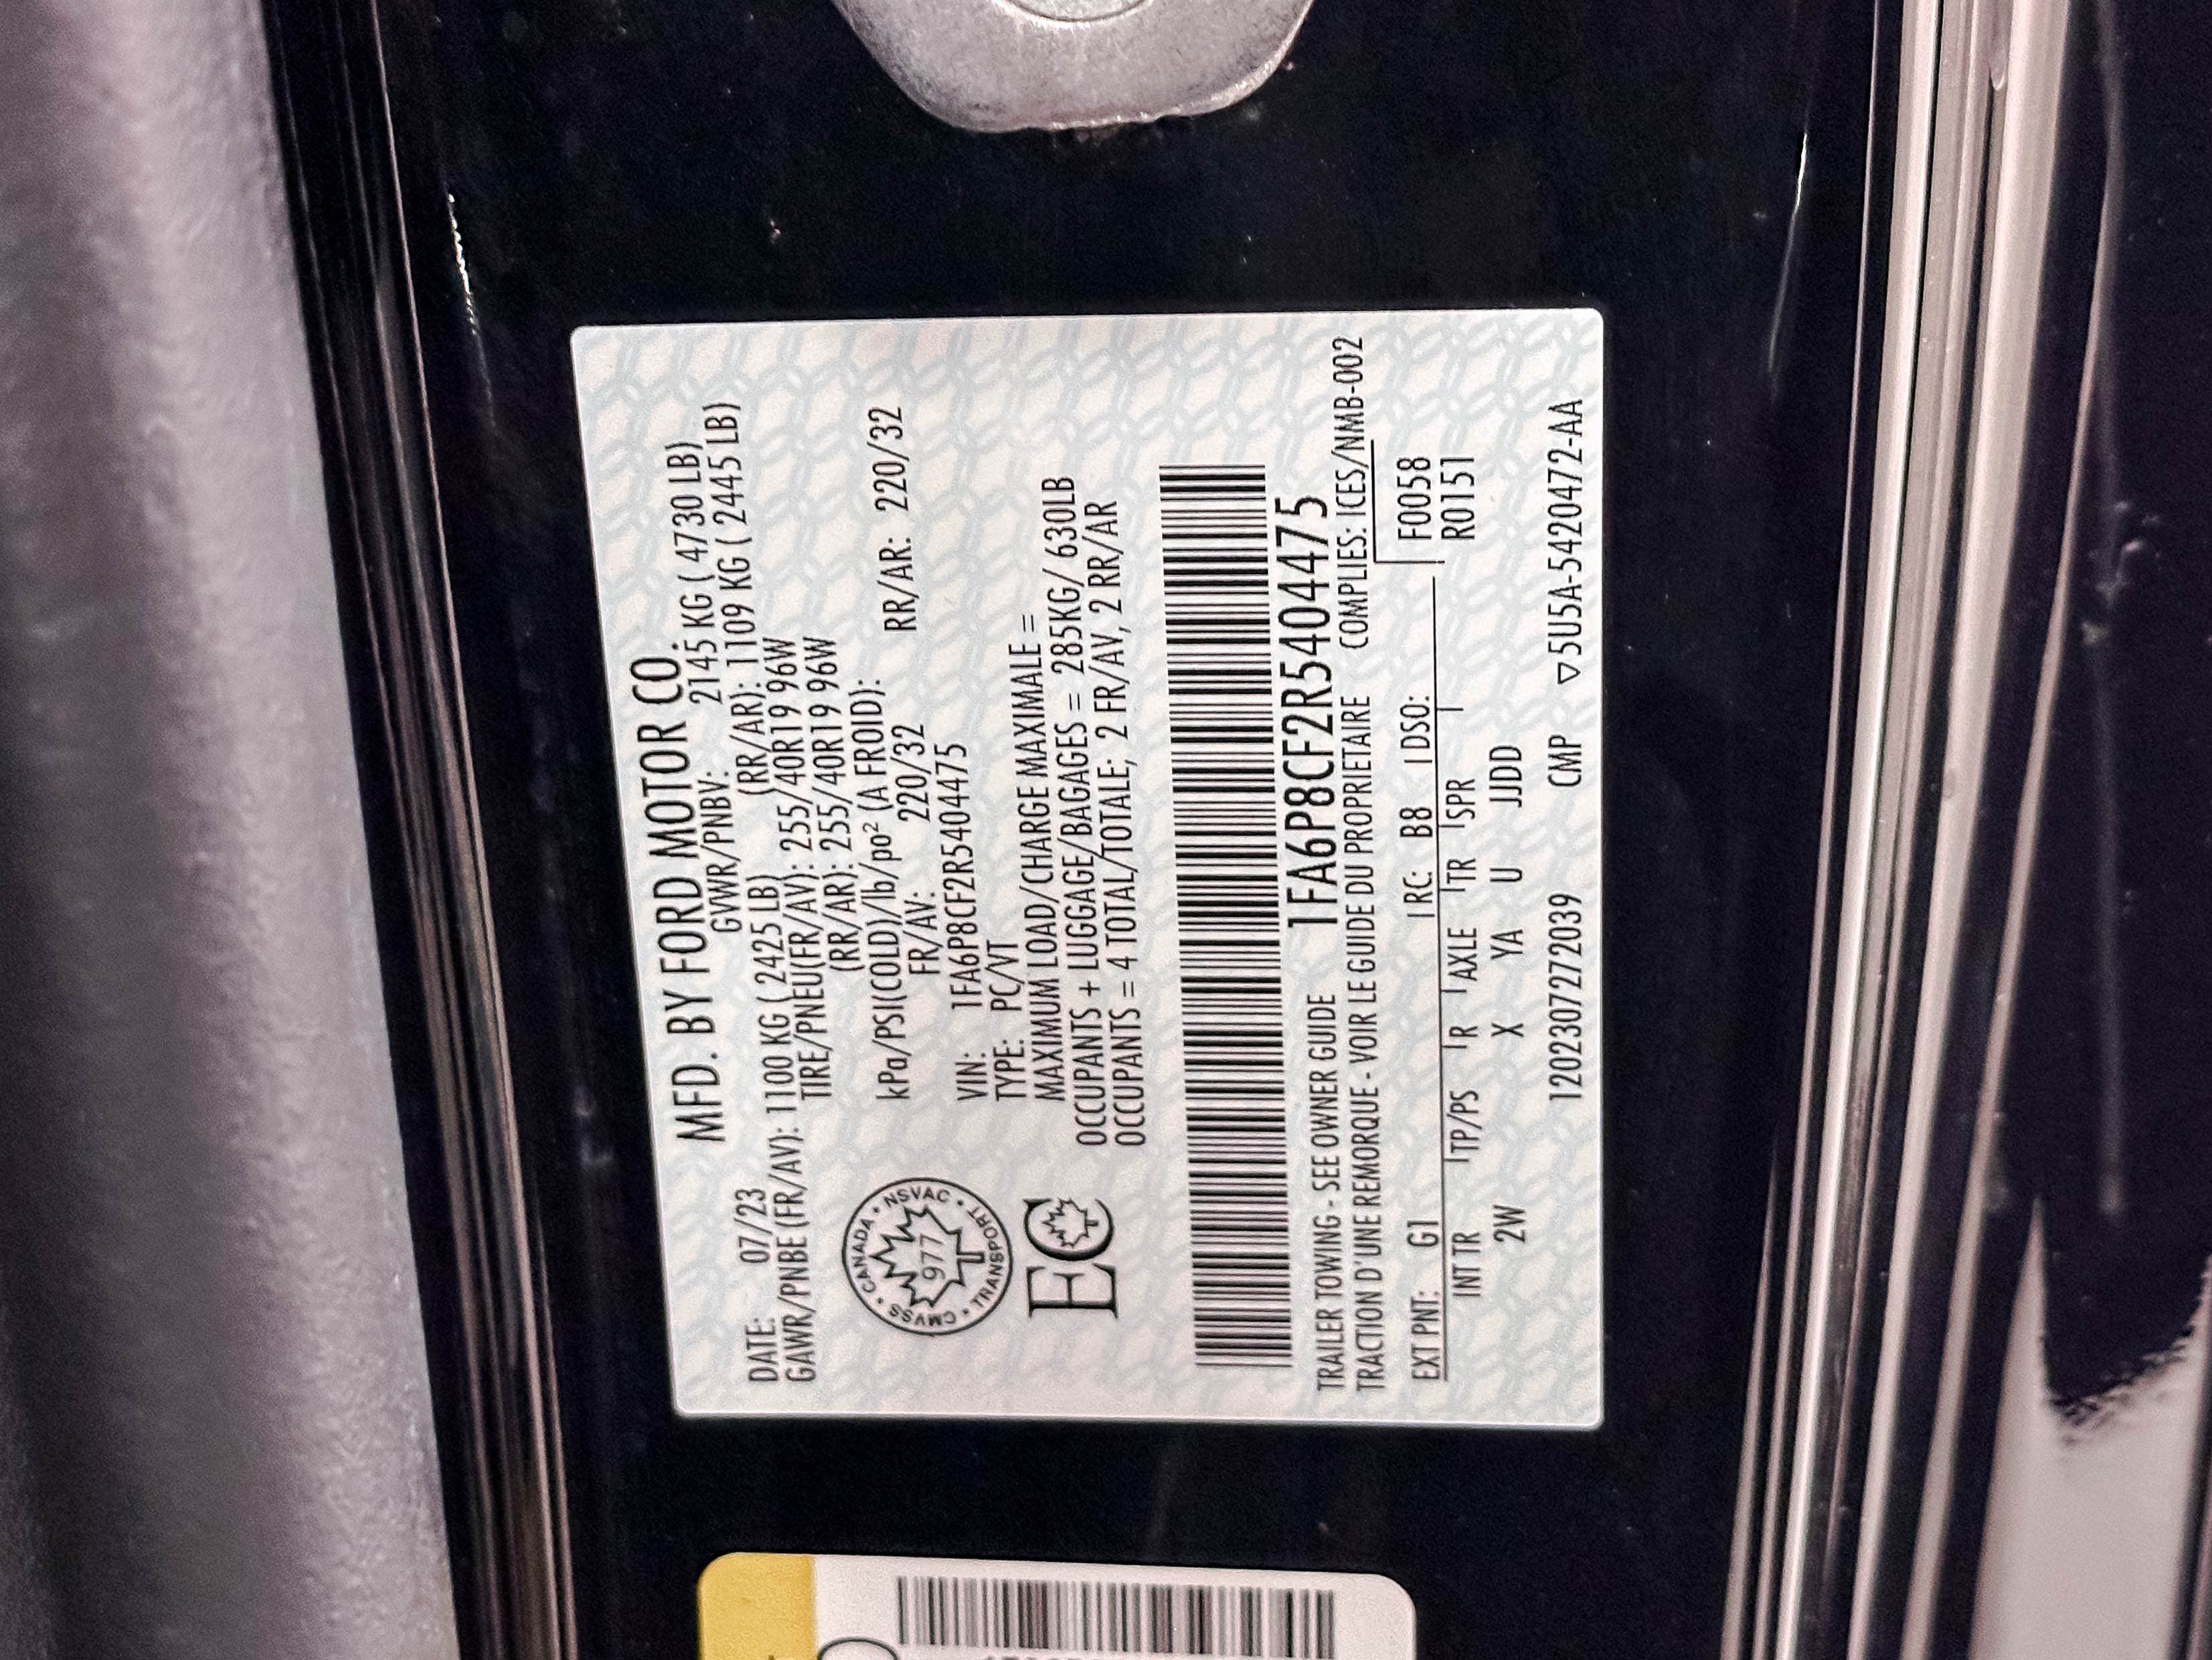 MFD. BY FORD MOTOR CO.
DATE: 07/23 GVWR/PNBV: 2145 KG ( 4730 LB)
GAWR/PNBE (FR/AV): 1100 KG ( 2425 LB) (RR/AR): 1109 KG ( 2445 LB)
TIRE/PNEU(FR/AV): 255/40R19 96W
(RR/AR): 255/40R19 96W
kPa/PSI(COLD)/lb/po² (A FROID):
FR/AV: 220/32 RR/AR: 220/32
VIN: 1FA6P8CF2R5404475
TYPE: PC/VT
MAXIMUM LOAD/CHARGE MAXIMALE =
OCCUPANTS + LUGGAGE/BAGAGES = 285KG/ 630LB
OCCUPANTS = 4 TOTAL/TOTALE; 2 FR/AV, 2 RR/AR
CANADA • NSVAC • TRANSPORT • CMVSS •
977
EC
1FA6P8CF2R5404475
TRAILER TOWING - SEE OWNER GUIDE
TRACTION D'UNE REMORQUE - VOIR LE GUIDE DU PROPRIETAIRE COMPLIES: ICES/NMB-002
EXT PNT: G1 RC: B8 DSO: F0058
INT TR TP/PS R AXLE TR SPR R0151
2W X YA U JJDD
1202307272039 CMP ▽5U5A-5420472-AA